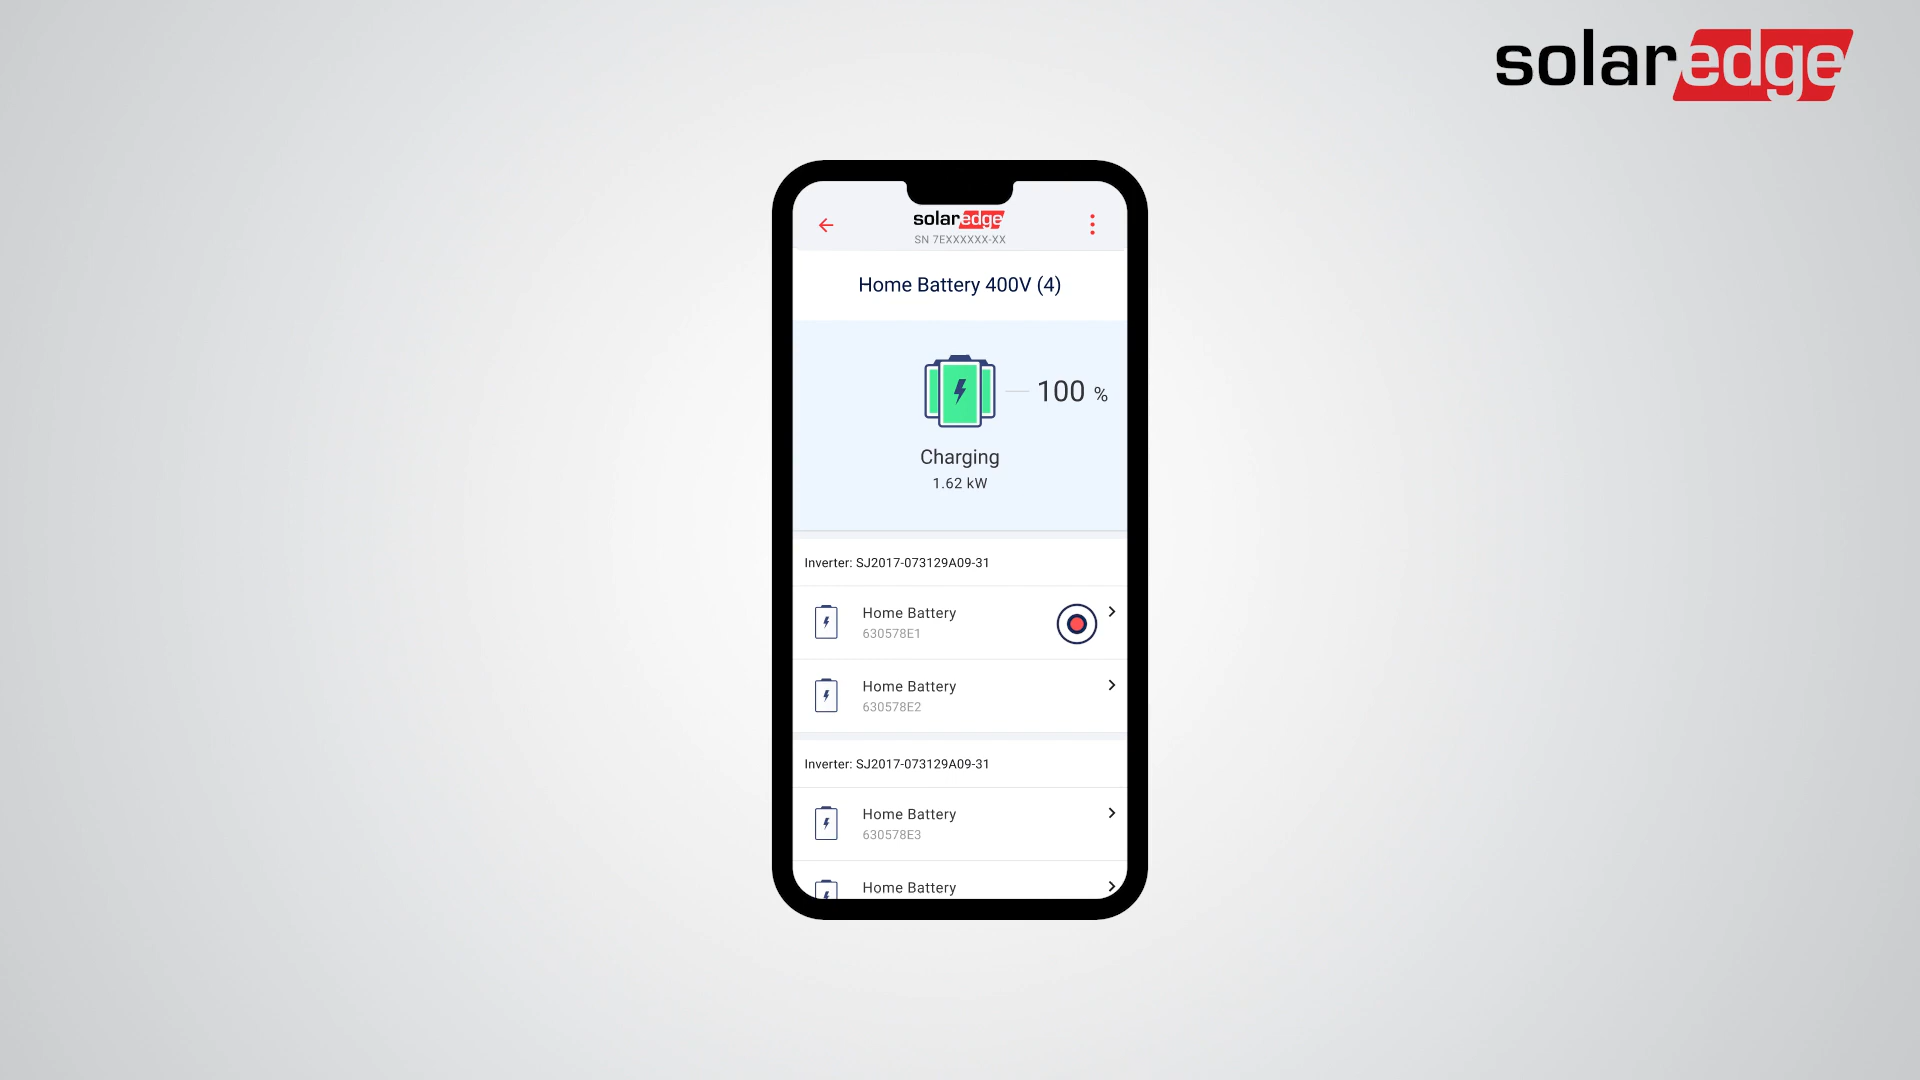 solaredge
solaredge
SN 7EXXXXXX-XX
Home Battery 400V (4)
100 %
Charging
1.62 kW
Inverter: SJ2017-073129A09-31
Home Battery
630578E1
Home Battery
630578E2
Inverter: SJ2017-073129A09-31
Home Battery
630578E3
Home Battery